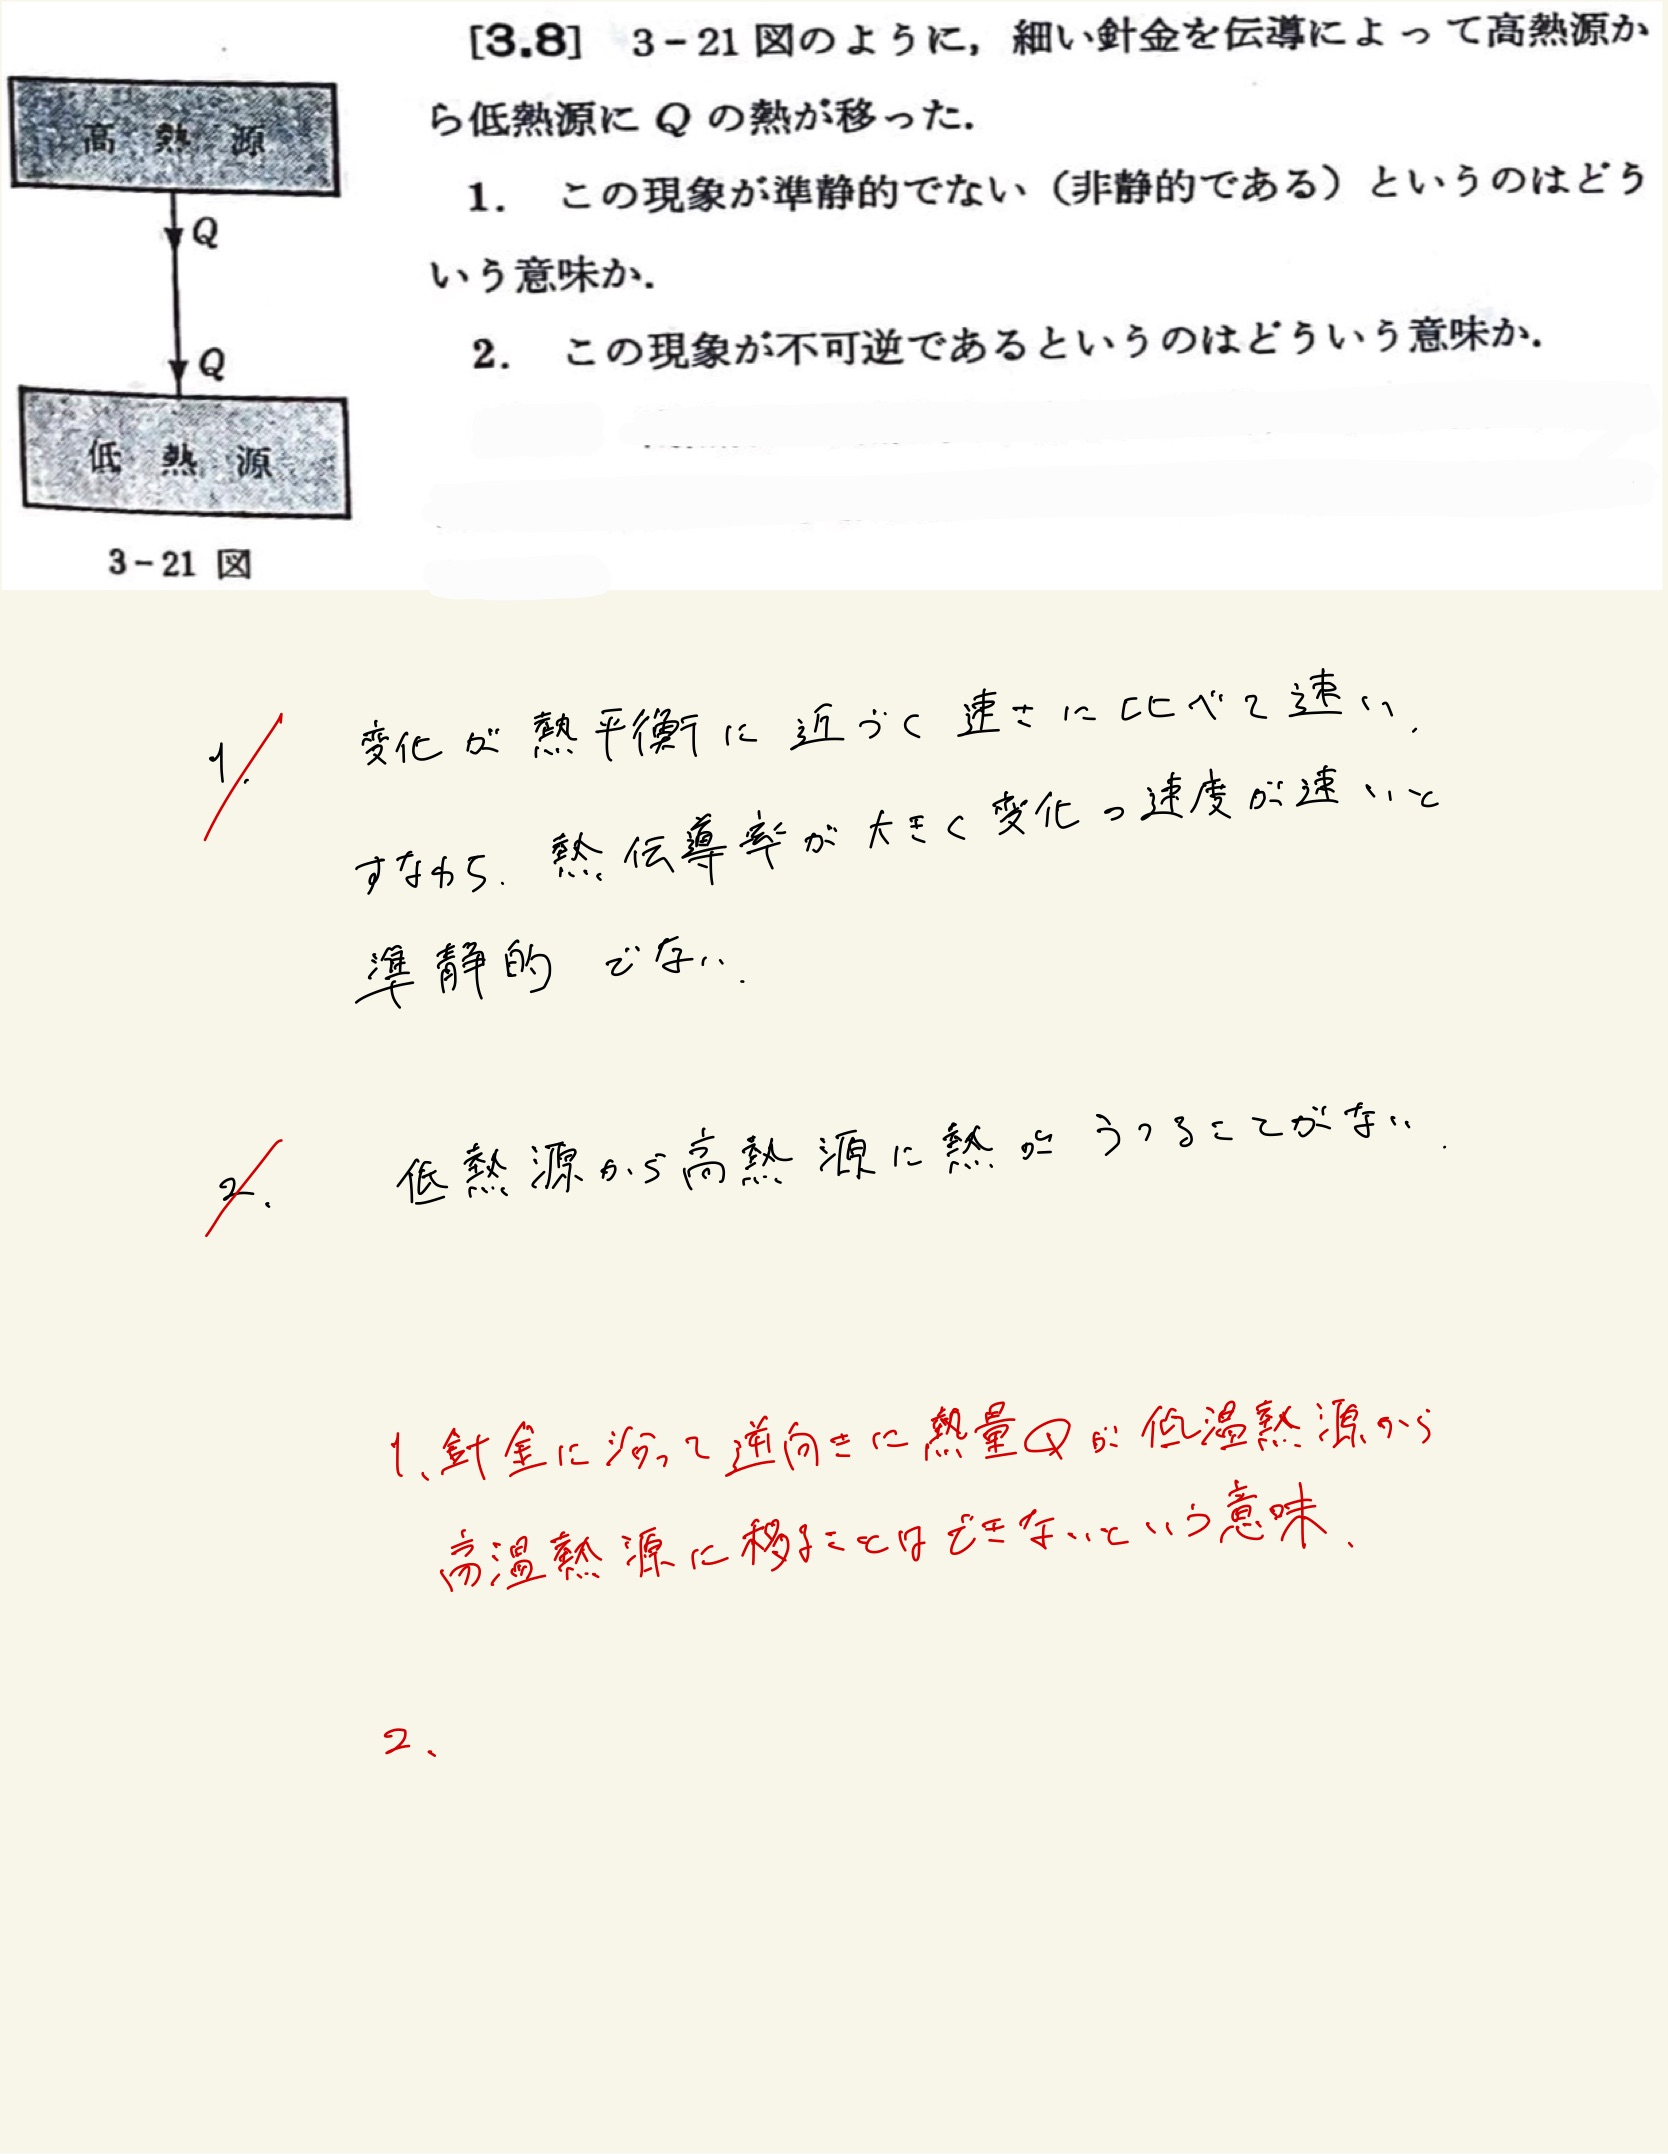 [3.8] 3-21図のように，細い針金を伝導によって高熱源か
ら低熱源に Q の熱が移った．
1. この現象が準静的でない（非静的である）というのはどう
いう意味か．
2. この現象が不可逆であるというのはどういう意味か．
高熱源
Q
Q
低熱源
3-21 図
1. 変化が熱平衡に近づく速さに比べて速い．
すなわち．熱伝導率が大きく変化の速度が速いと
準静的でない．
2. 低熱源から高熱源に熱がうつることがない．
1、針金に沿って逆向きに熱量Qが低温熱源から
高温熱源に移ることはできないという意味、
2、